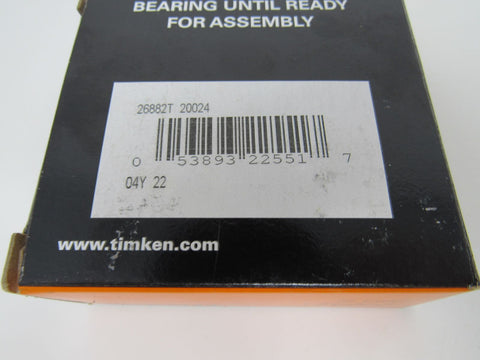 BEARING UNTIL READY
FOR ASSEMBLY
26882T 20024
0 53893 22551 7
04Y 22
www.timken.com